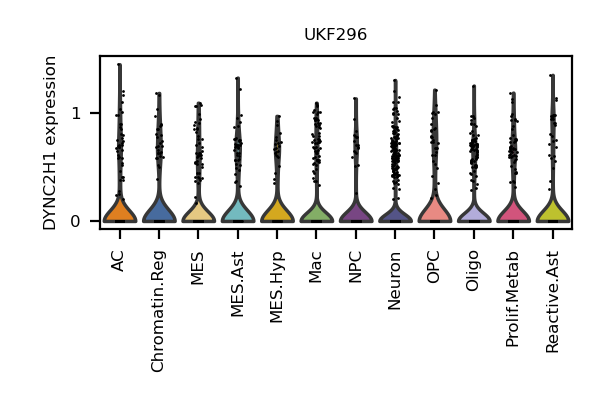 UKF296
DYNC2H1 expression
1
0
AC
Chromatin.Reg
MES
MES.Ast
MES.Hyp
Mac
NPC
Neuron
OPC
Oligo
Prolif.Metab
Reactive.Ast